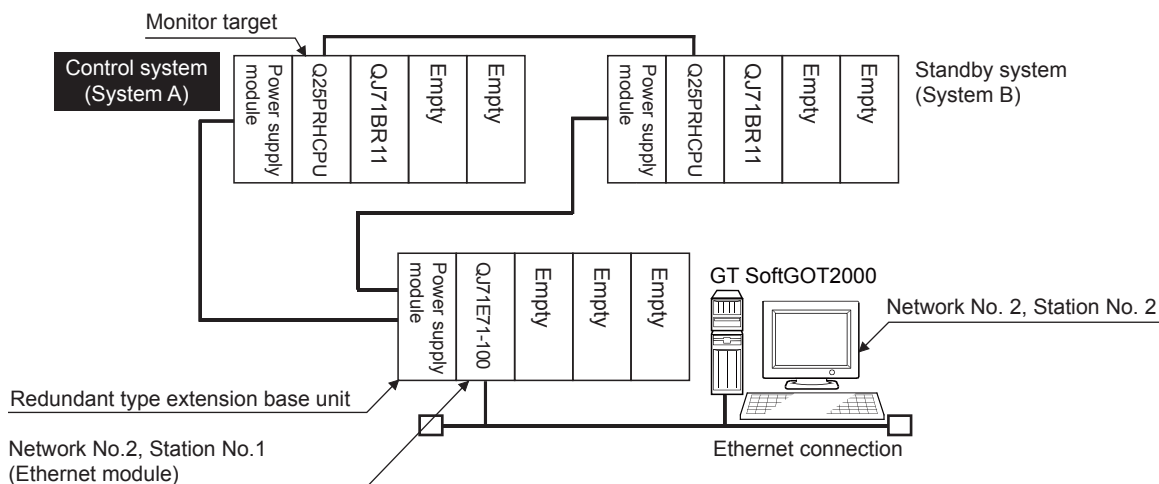 Monitor target
Control system
(System A)
Power supply
module
Q25PRHCPU
QJ71BR11
Empty
Empty
Power supply
module
Q25PRHCPU
QJ71BR11
Empty
Empty
Standby system
(System B)
Power supply
module
QJ71E71-100
Empty
Empty
Empty
GT SoftGOT2000
Network No. 2, Station No. 2
Redundant type extension base unit
Network No.2, Station No.1
(Ethernet module)
Ethernet connection